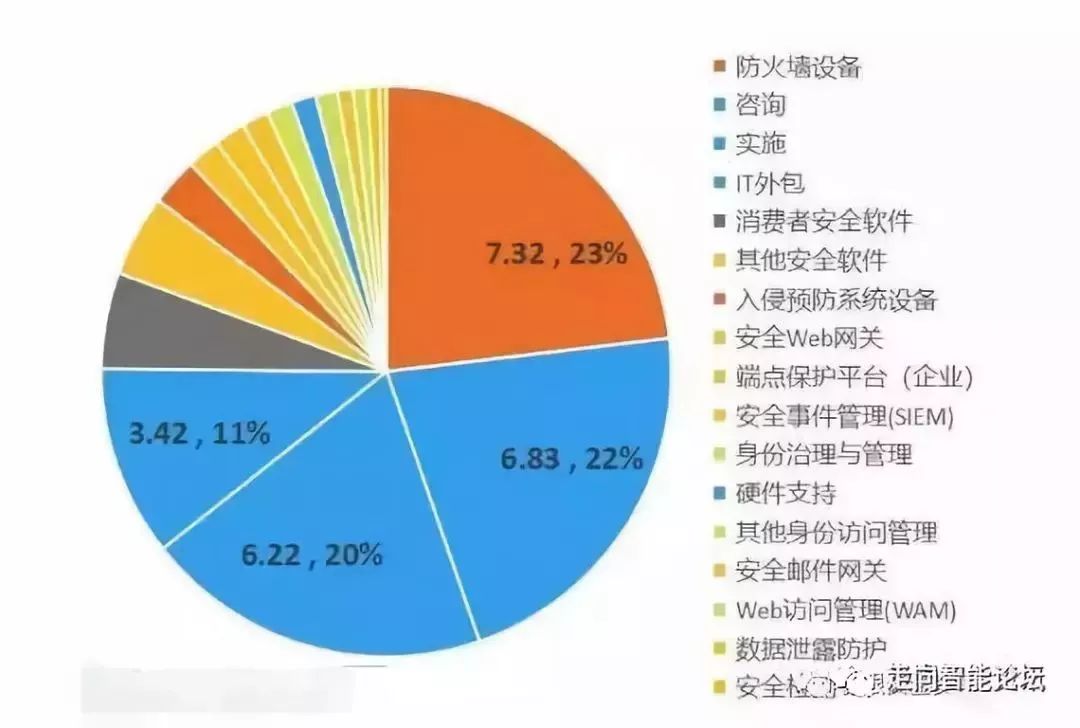 防火墙设备
咨询
实施
IT外包
消费者安全软件
其他安全软件
入侵预防系统设备
安全Web网关
端点保护平台（企业）
安全事件管理(SIEM)
身份治理与管理
硬件支持
其他身份访问管理
安全邮件网关
Web访问管理(WAM)
数据泄露防护
安全
走向智能论坛
7.32 , 23%
6.83 , 22%
6.22 , 20%
3.42 , 11%